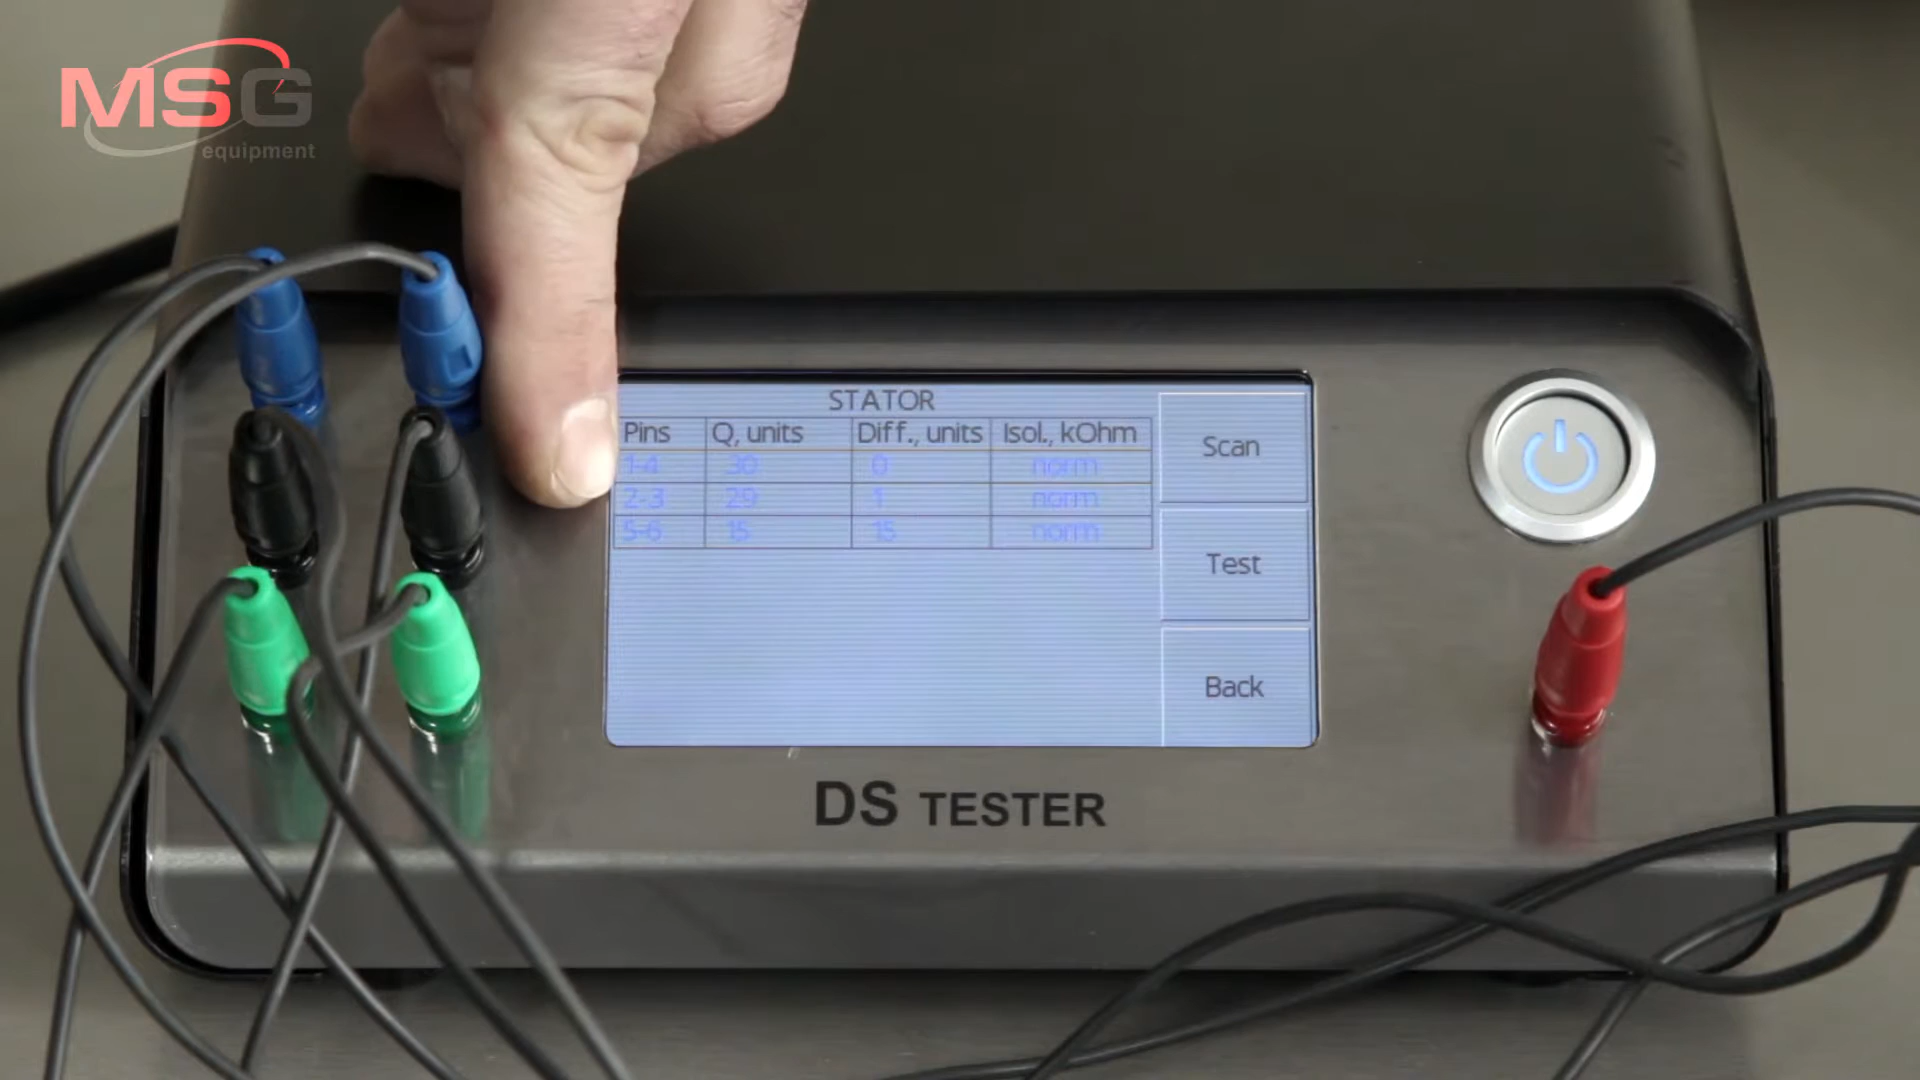 MSG
equipment
STATOR
Pins Q, units Diff., units Isol., kOhm
1-4 30 0 norm
2-3 29 1 norm
5-6 15 15 norm
Scan
Test
Back
DS TESTER